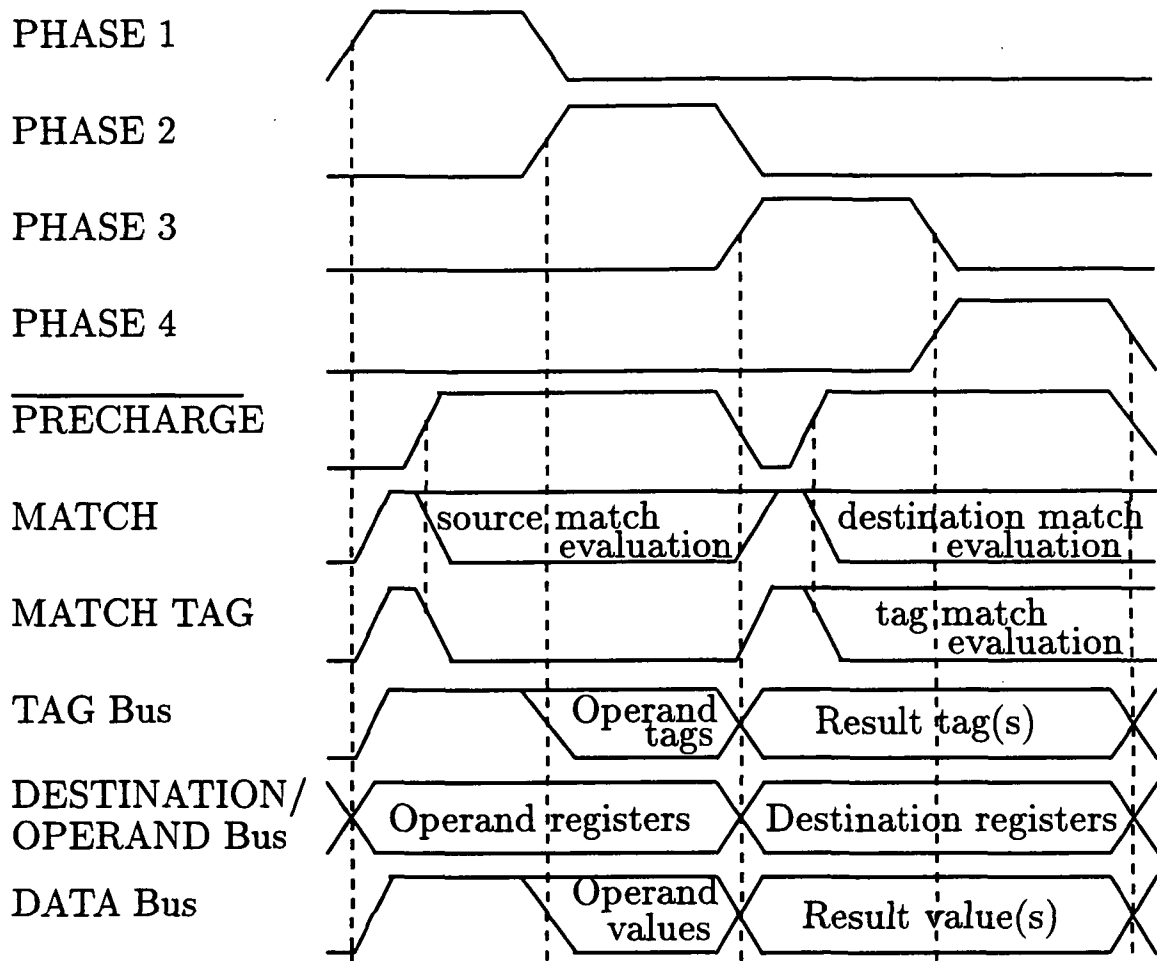 PHASE 1
PHASE 2
PHASE 3
PHASE 4
PRECHARGE
MATCH
source match
evaluation
destination match
evaluation
MATCH TAG
tag match
evaluation
TAG Bus
Operand
tags
Result tag(s)
DESTINATION/
OPERAND Bus
Operand registers
Destination registers
DATA Bus
Operand
values
Result value(s)